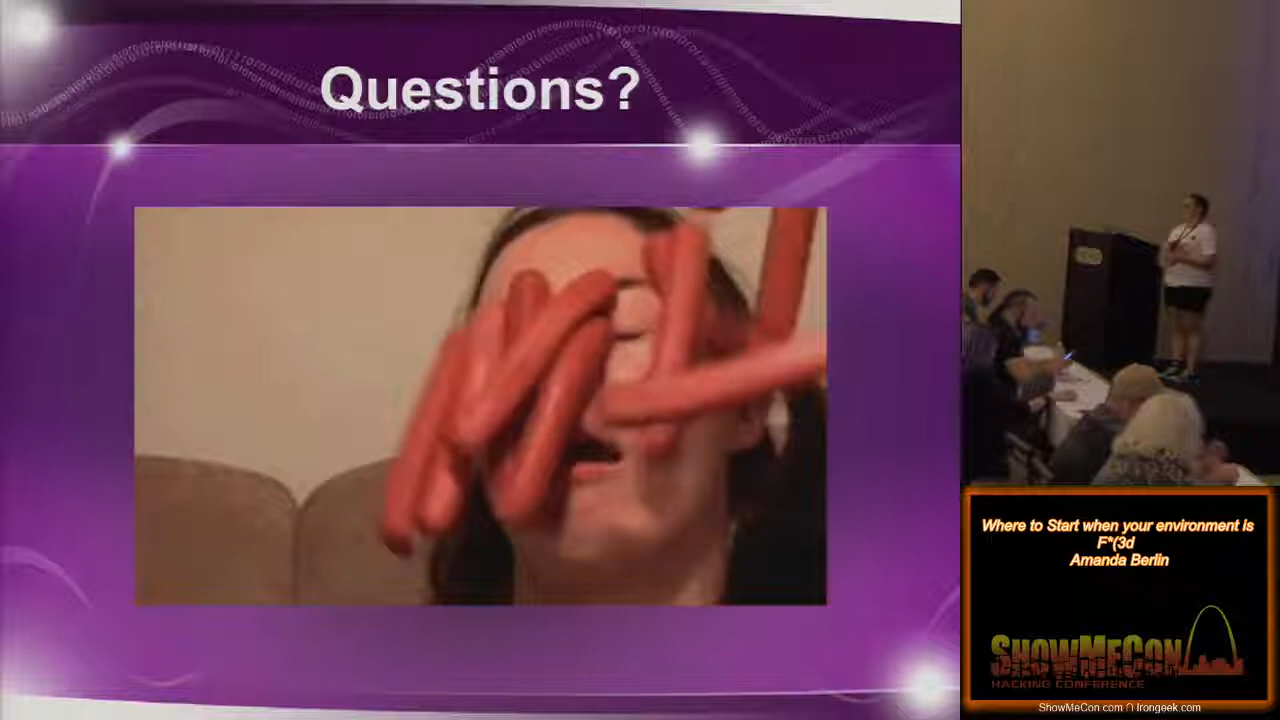 Questions?
Where to Start when your environment is
F*(3d
Amanda Berlin
SHOWMECON
HACKING CONFERENCE
ShowMeCon.com ∩ Irongeek.com